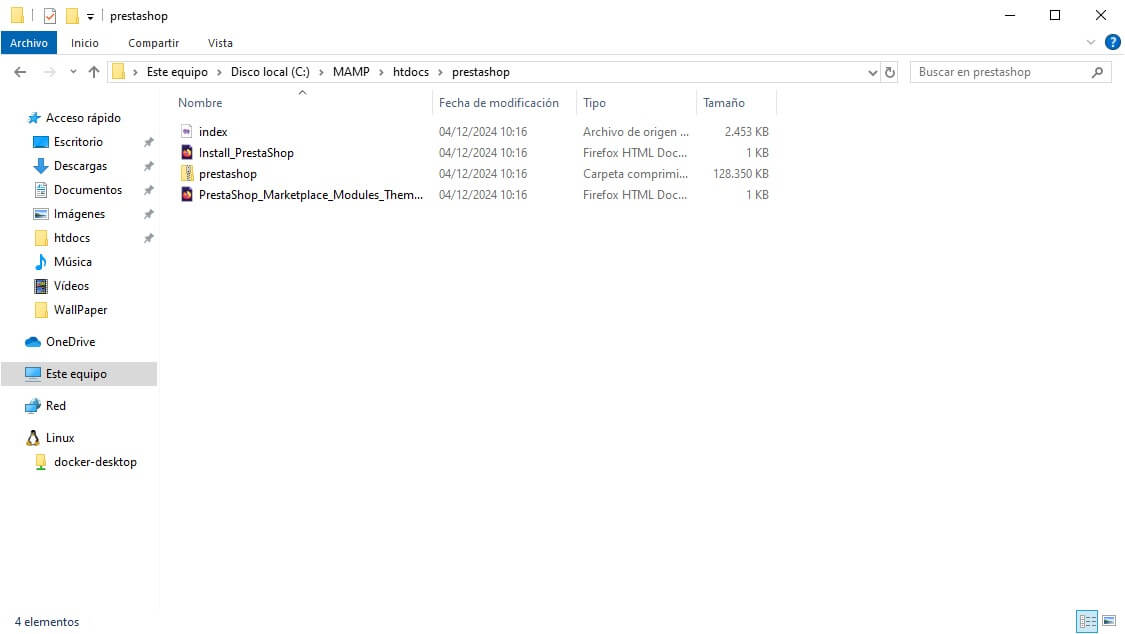 prestashop
Archivo Inicio Compartir Vista
Este equipo Disco local (C:) MAMP htdocs prestashop
Buscar en prestashop
Nombre Fecha de modificación Tipo Tamaño
index 04/12/2024 10:16 Archivo de origen ... 2.453 KB
Install_PrestaShop 04/12/2024 10:16 Firefox HTML Doc... 1 KB
prestashop 04/12/2024 10:16 Carpeta comprimi... 128.350 KB
PrestaShop_Marketplace_Modules_Them... 04/12/2024 10:16 Firefox HTML Doc... 1 KB
Acceso rápido
Escritorio
Descargas
Documentos
Imágenes
htdocs
Música
Vídeos
WallPaper
OneDrive
Este equipo
Red
Linux
docker-desktop
4 elementos